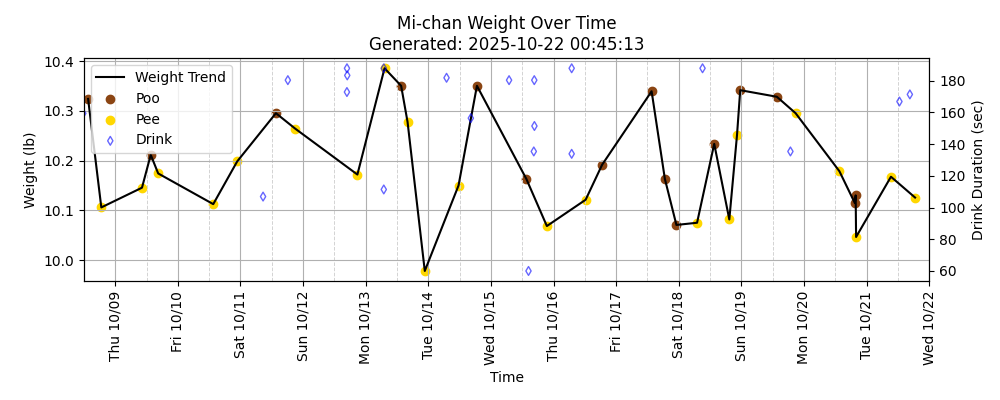 Mi-chan Weight Over Time
Generated: 2025-10-22 00:45:13
Weight Trend
Poo
Pee
Drink
Weight (lb)
10.4
10.3
10.2
10.1
10.0
Drink Duration (sec)
180
160
140
120
100
80
60
Thu 10/09
Fri 10/10
Sat 10/11
Sun 10/12
Mon 10/13
Tue 10/14
Wed 10/15
Thu 10/16
Fri 10/17
Sat 10/18
Sun 10/19
Mon 10/20
Tue 10/21
Wed 10/22
Time